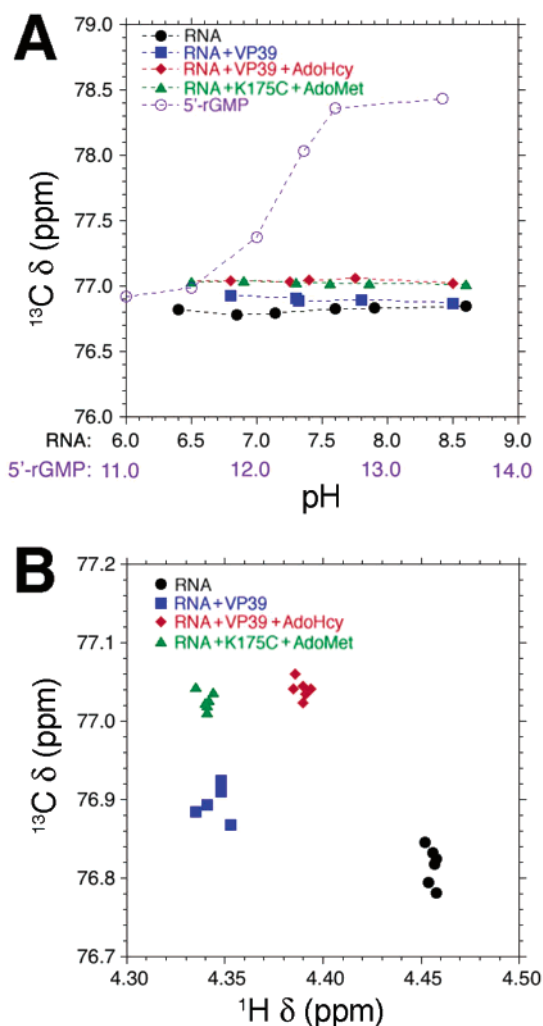 A
79.0
78.5
78.0
77.5
77.0
76.5
76.0
¹³C δ (ppm)
RNA
RNA+VP39
RNA+VP39+AdoHcy
RNA+K175C+AdoMet
5'-rGMP
RNA: 6.0 6.5 7.0 7.5 8.0 8.5 9.0
5'-rGMP: 11.0 12.0 13.0 14.0
pH
B
77.2
77.1
77.0
76.9
76.8
76.7
¹³C δ (ppm)
RNA
RNA+VP39
RNA+VP39+AdoHcy
RNA+K175C+AdoMet
4.30 4.35 4.40 4.45 4.50
¹H δ (ppm)